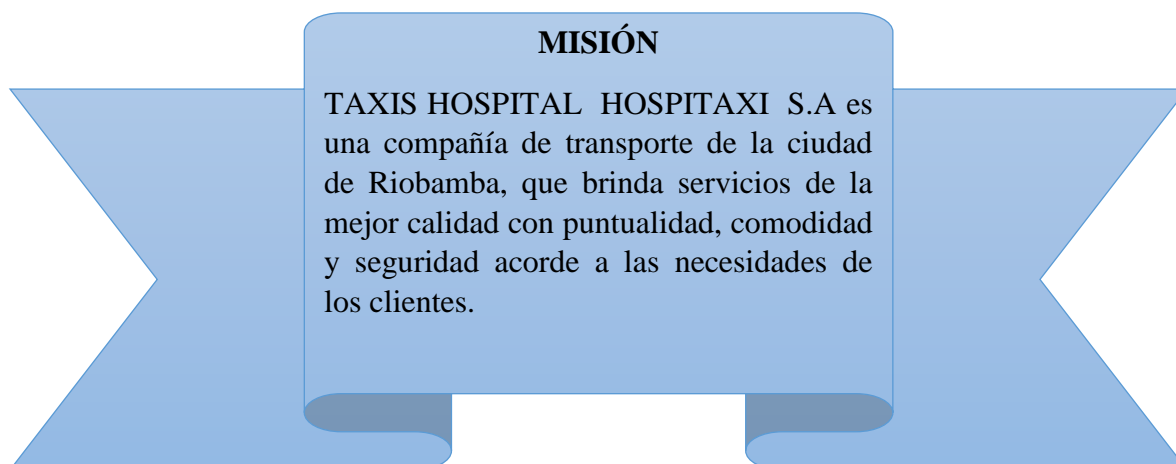 MISIÓN
TAXIS HOSPITAL  HOSPITAXI  S.A es
una compañía de transporte de la ciudad
de Riobamba, que brinda servicios de la
mejor calidad con puntualidad, comodidad
y seguridad acorde a las necesidades de
los clientes.